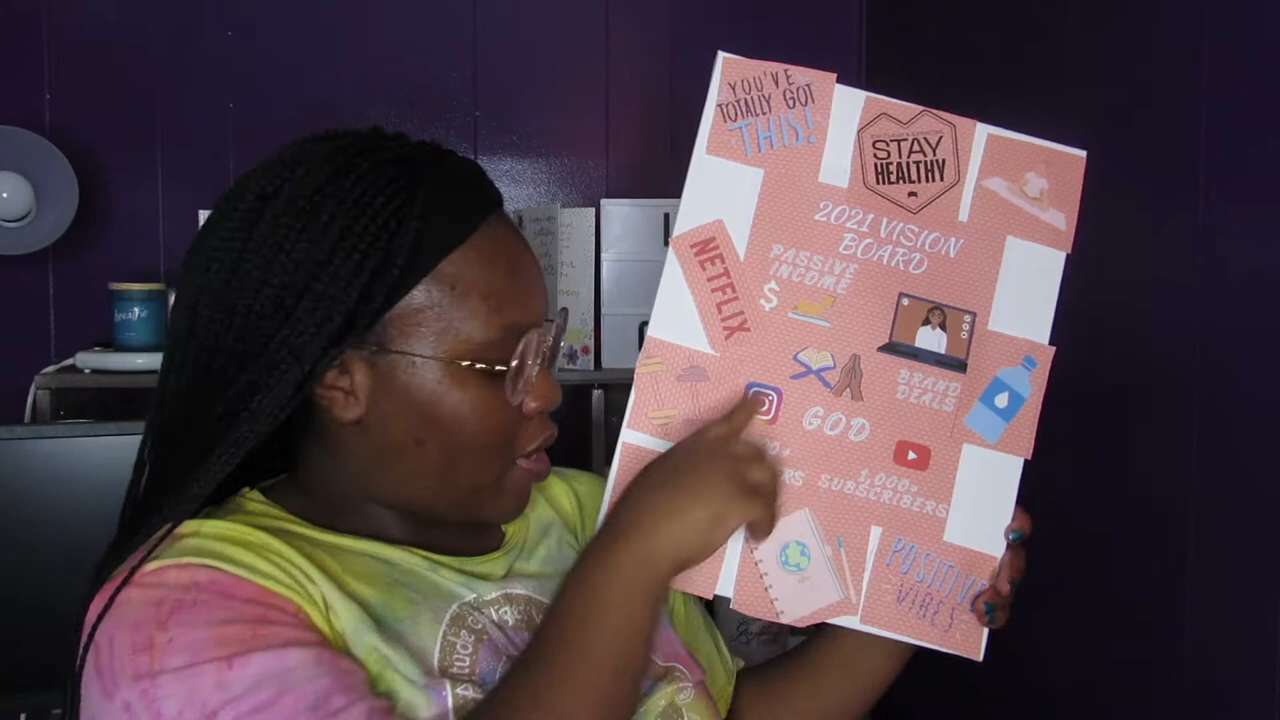 YOU'VE
TOTALLY GOT
THIS!
STAY
HEALTHY
2021 VISION
BOARD
PASSIVE
INCOME
$
NETFLIX
BRAND
DEALS
GOD
1,000+
SUBSCRIBERS
POSITIVE
VIBES
breathe